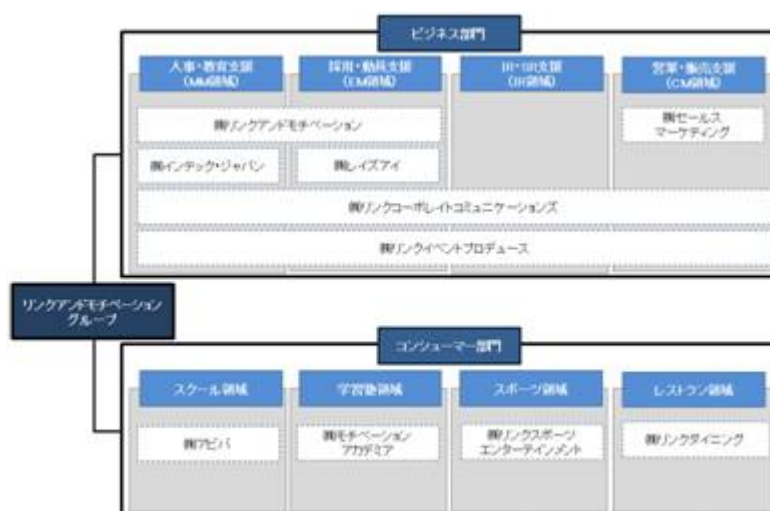 ビジネス部門
人事・教育支援
(MM領域)
採用・動員支援
(EM領域)
IR・SR支援
(IR領域)
営業・販売支援
(CM領域)
㈱リンクアンドモチベーション
㈱セールス
マーケティング
㈱インテック・ジャパン
㈱レイズアイ
㈱リンクコーポレイトコミュニケーションズ
㈱リンクイベントプロデュース
リンクアンドモチベーション
グループ
コンシューマー部門
スクール領域
学習塾領域
スポーツ領域
レストラン領域
㈱アビバ
㈱モチベーション
アカデミア
㈱リンクスポーツ
エンターテインメント
㈱リンクダイニング